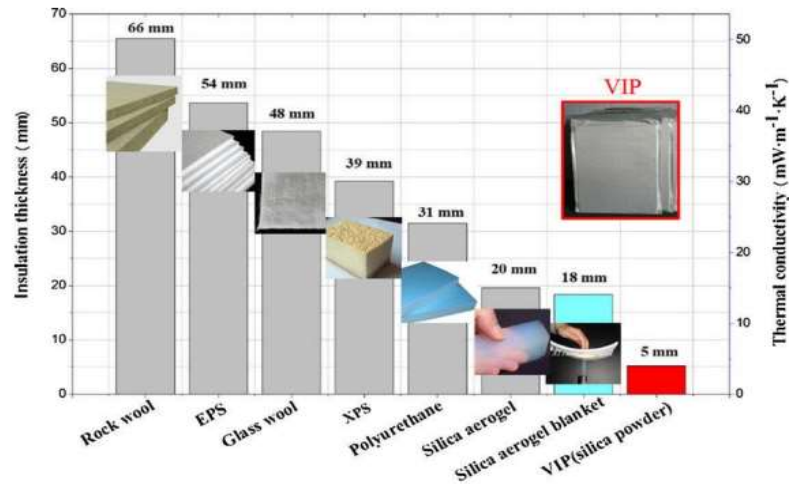 70
60
50
40
30
20
10
0
Insulation thickness (mm)
66 mm
54 mm
48 mm
39 mm
31 mm
20 mm
18 mm
5 mm
VIP
50
40
30
20
10
0
Thermal conductivity (mW·m⁻¹·K⁻¹)
Rock wool
EPS
Glass wool
XPS
Polyurethane
Silica aerogel
Silica aerogel blanket
VIP(silica powder)